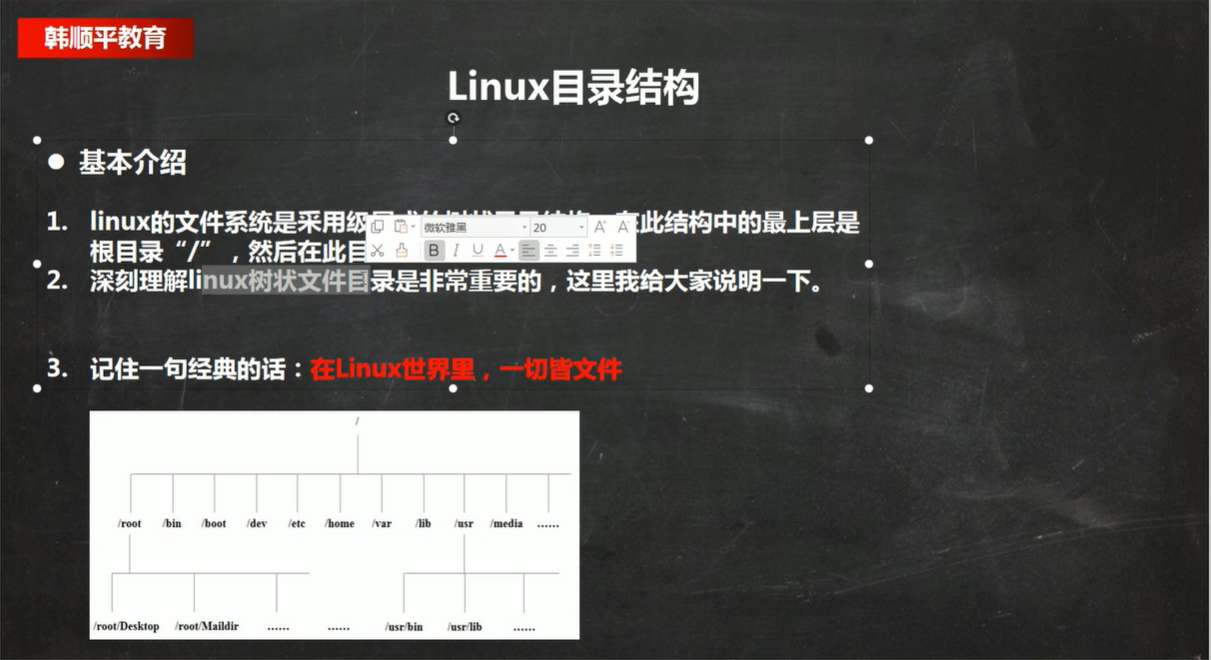 韩顺平教育
Linux目录结构
● 基本介绍
1. linux的文件系统是采用级
在此结构中的最上层是
微软雅黑 20 A A
根目录“/”，然后在此目
B I U A
2. 深刻理解linux树状文件目录是非常重要的，这里我给大家说明一下。
3. 记住一句经典的话：在Linux世界里，一切皆文件
/
/root /bin /boot /dev /etc /home /var /lib /usr /media ......
/root/Desktop /root/Maildir ...... ...... /usr/bin /usr/lib ......